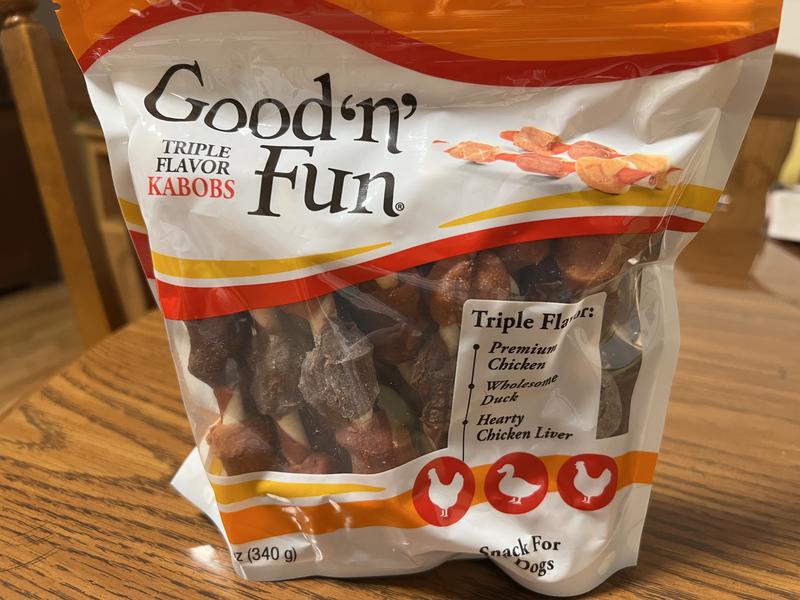 Good 'n'
Fun®
TRIPLE
FLAVOR
KABOBS
Triple Flavor:
Premium
Chicken
Wholesome
Duck
Hearty
Chicken Liver
z (340 g)
Snack For
Dogs